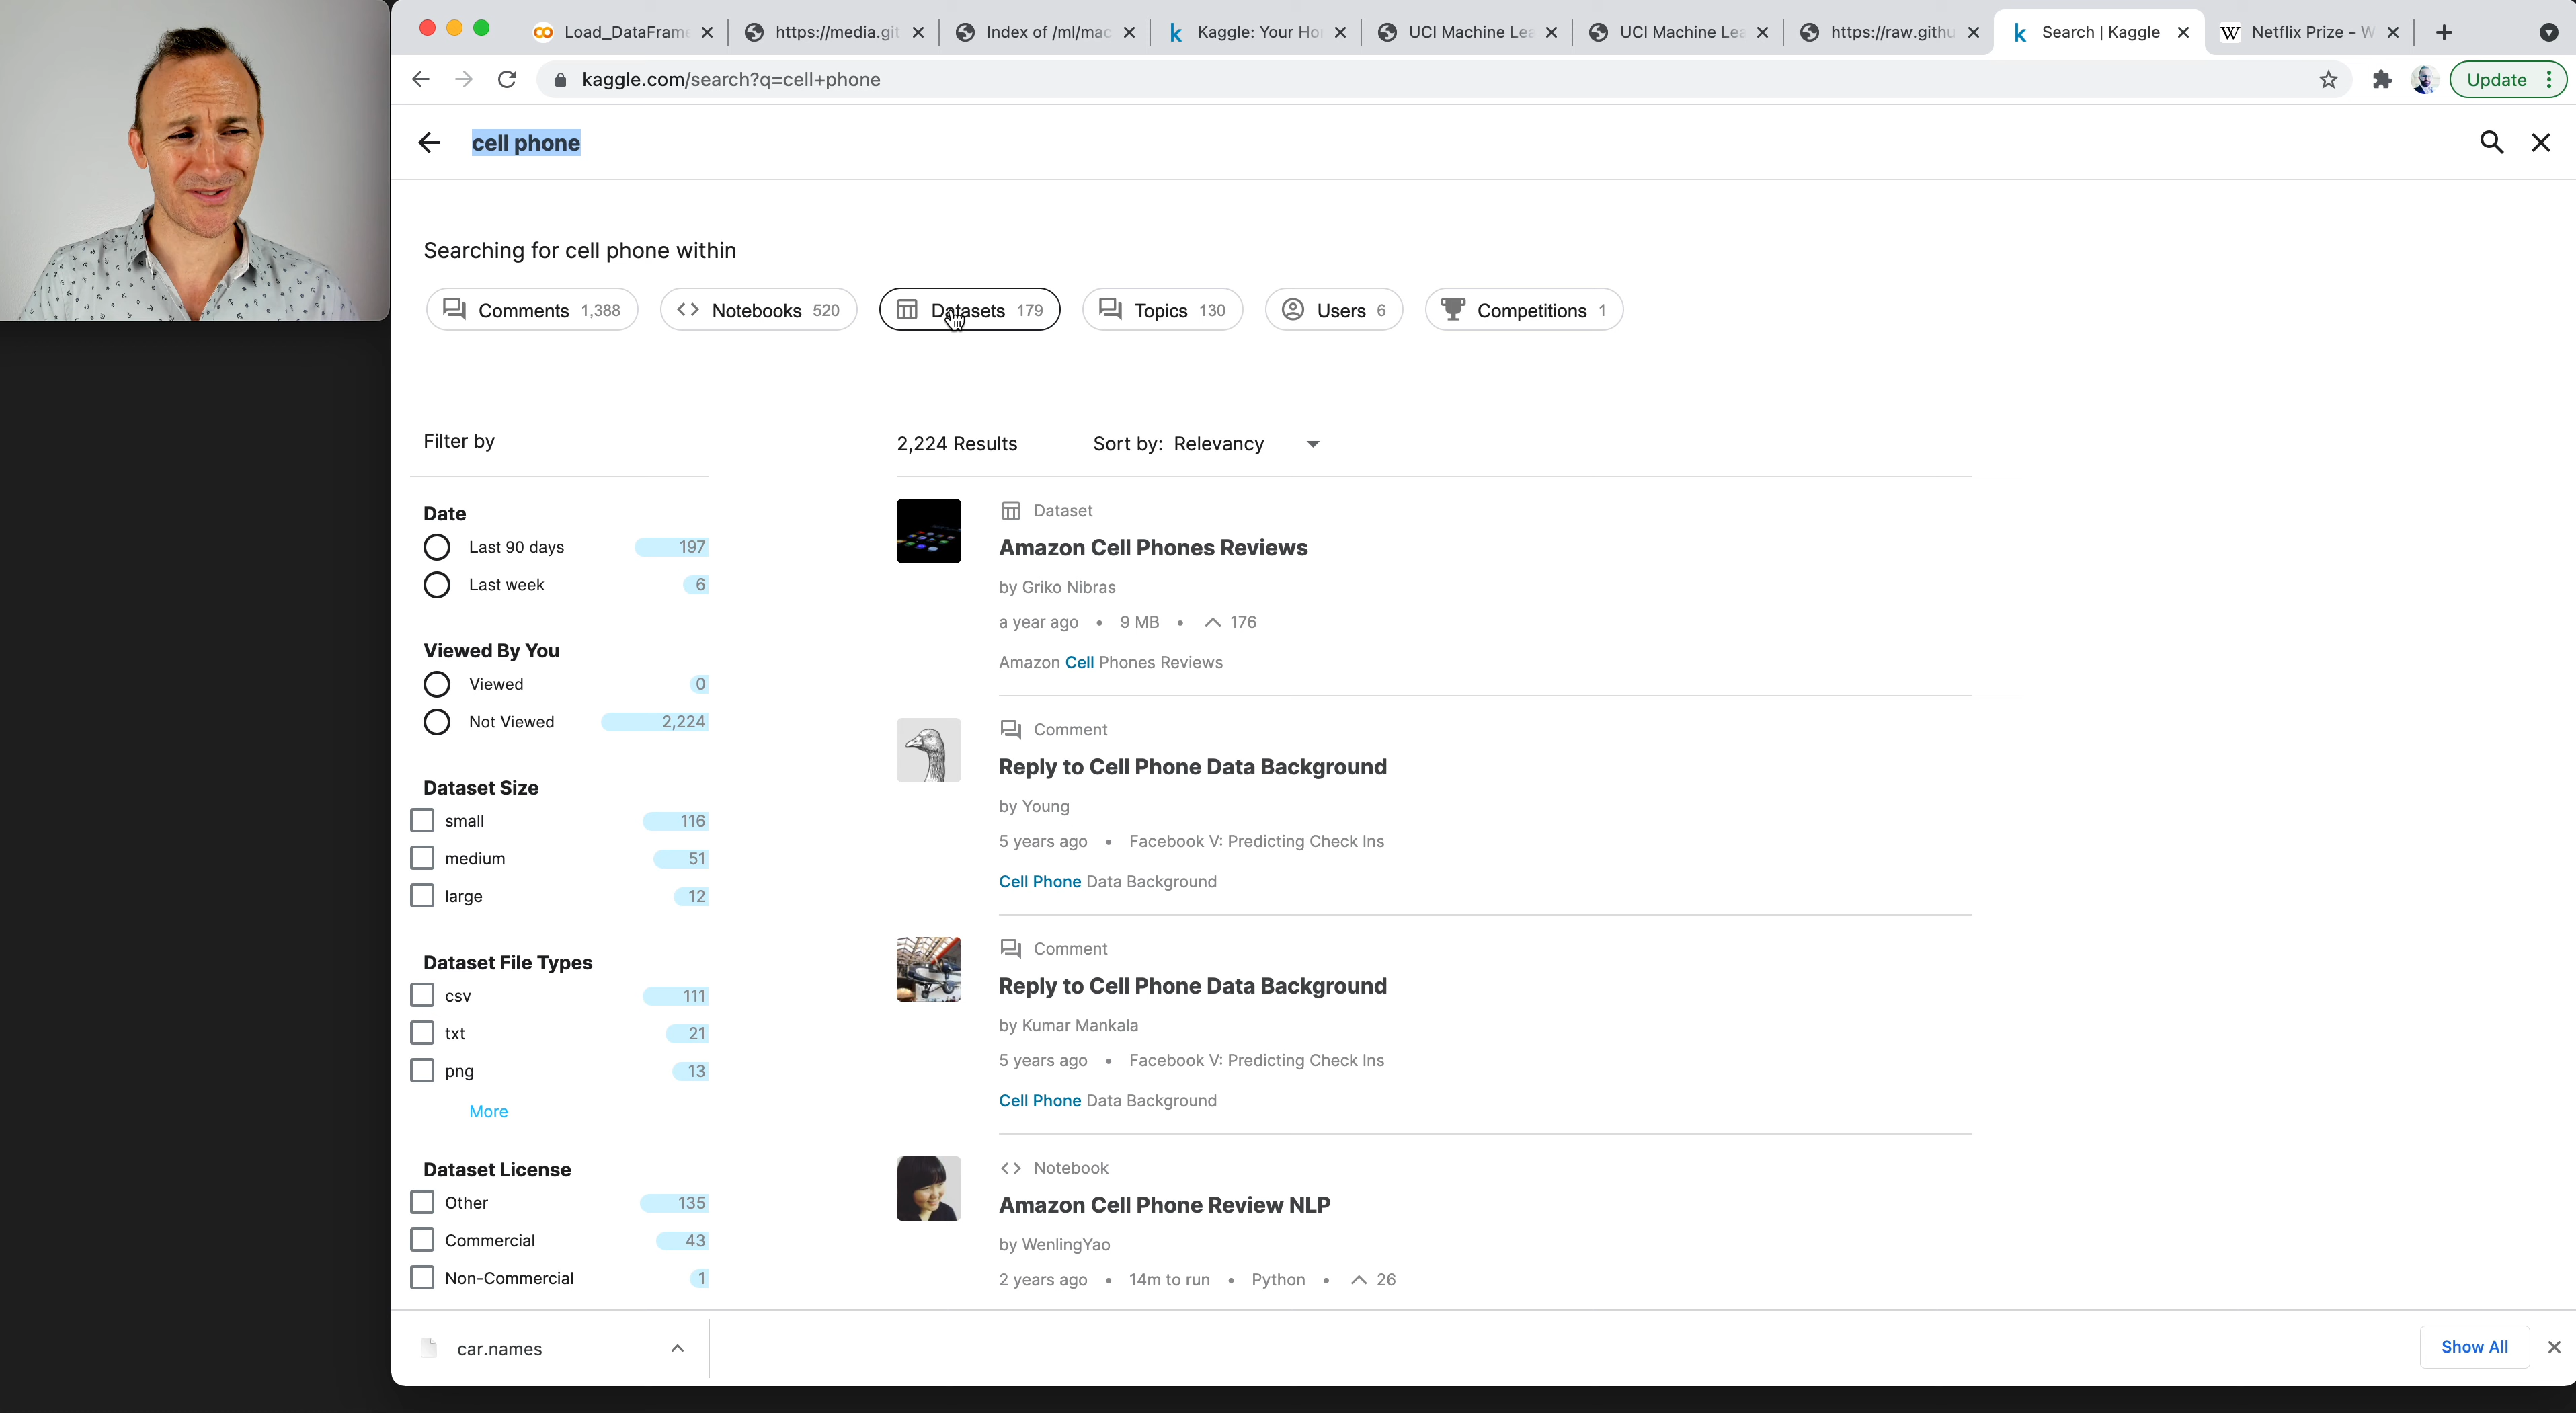 Load_DataFrame
https://media.git
Index of /ml/mac
Kaggle: Your Ho
UCI Machine Lea
UCI Machine Lea
https://raw.githu
Search | Kaggle
Netflix Prize - W
kaggle.com/search?q=cell+phone
Update
cell phone
Searching for cell phone within
Comments 1,388
Notebooks 520
Datasets 179
Topics 130
Users 6
Competitions 1
Filter by
2,224 Results
Sort by: Relevancy
Date
Last 90 days 197
Last week 6
Viewed By You
Viewed 0
Not Viewed 2,224
Dataset Size
small 116
medium 51
large 12
Dataset File Types
csv 111
txt 21
png 13
More
Dataset License
Other 135
Commercial 43
Non-Commercial 1
Dataset
Amazon Cell Phones Reviews
by Griko Nibras
a year ago • 9 MB • 176
Amazon Cell Phones Reviews
Comment
Reply to Cell Phone Data Background
by Young
5 years ago • Facebook V: Predicting Check Ins
Cell Phone Data Background
Comment
Reply to Cell Phone Data Background
by Kumar Mankala
5 years ago • Facebook V: Predicting Check Ins
Cell Phone Data Background
Notebook
Amazon Cell Phone Review NLP
by WenlingYao
2 years ago • 14m to run • Python • 26
car.names
Show All